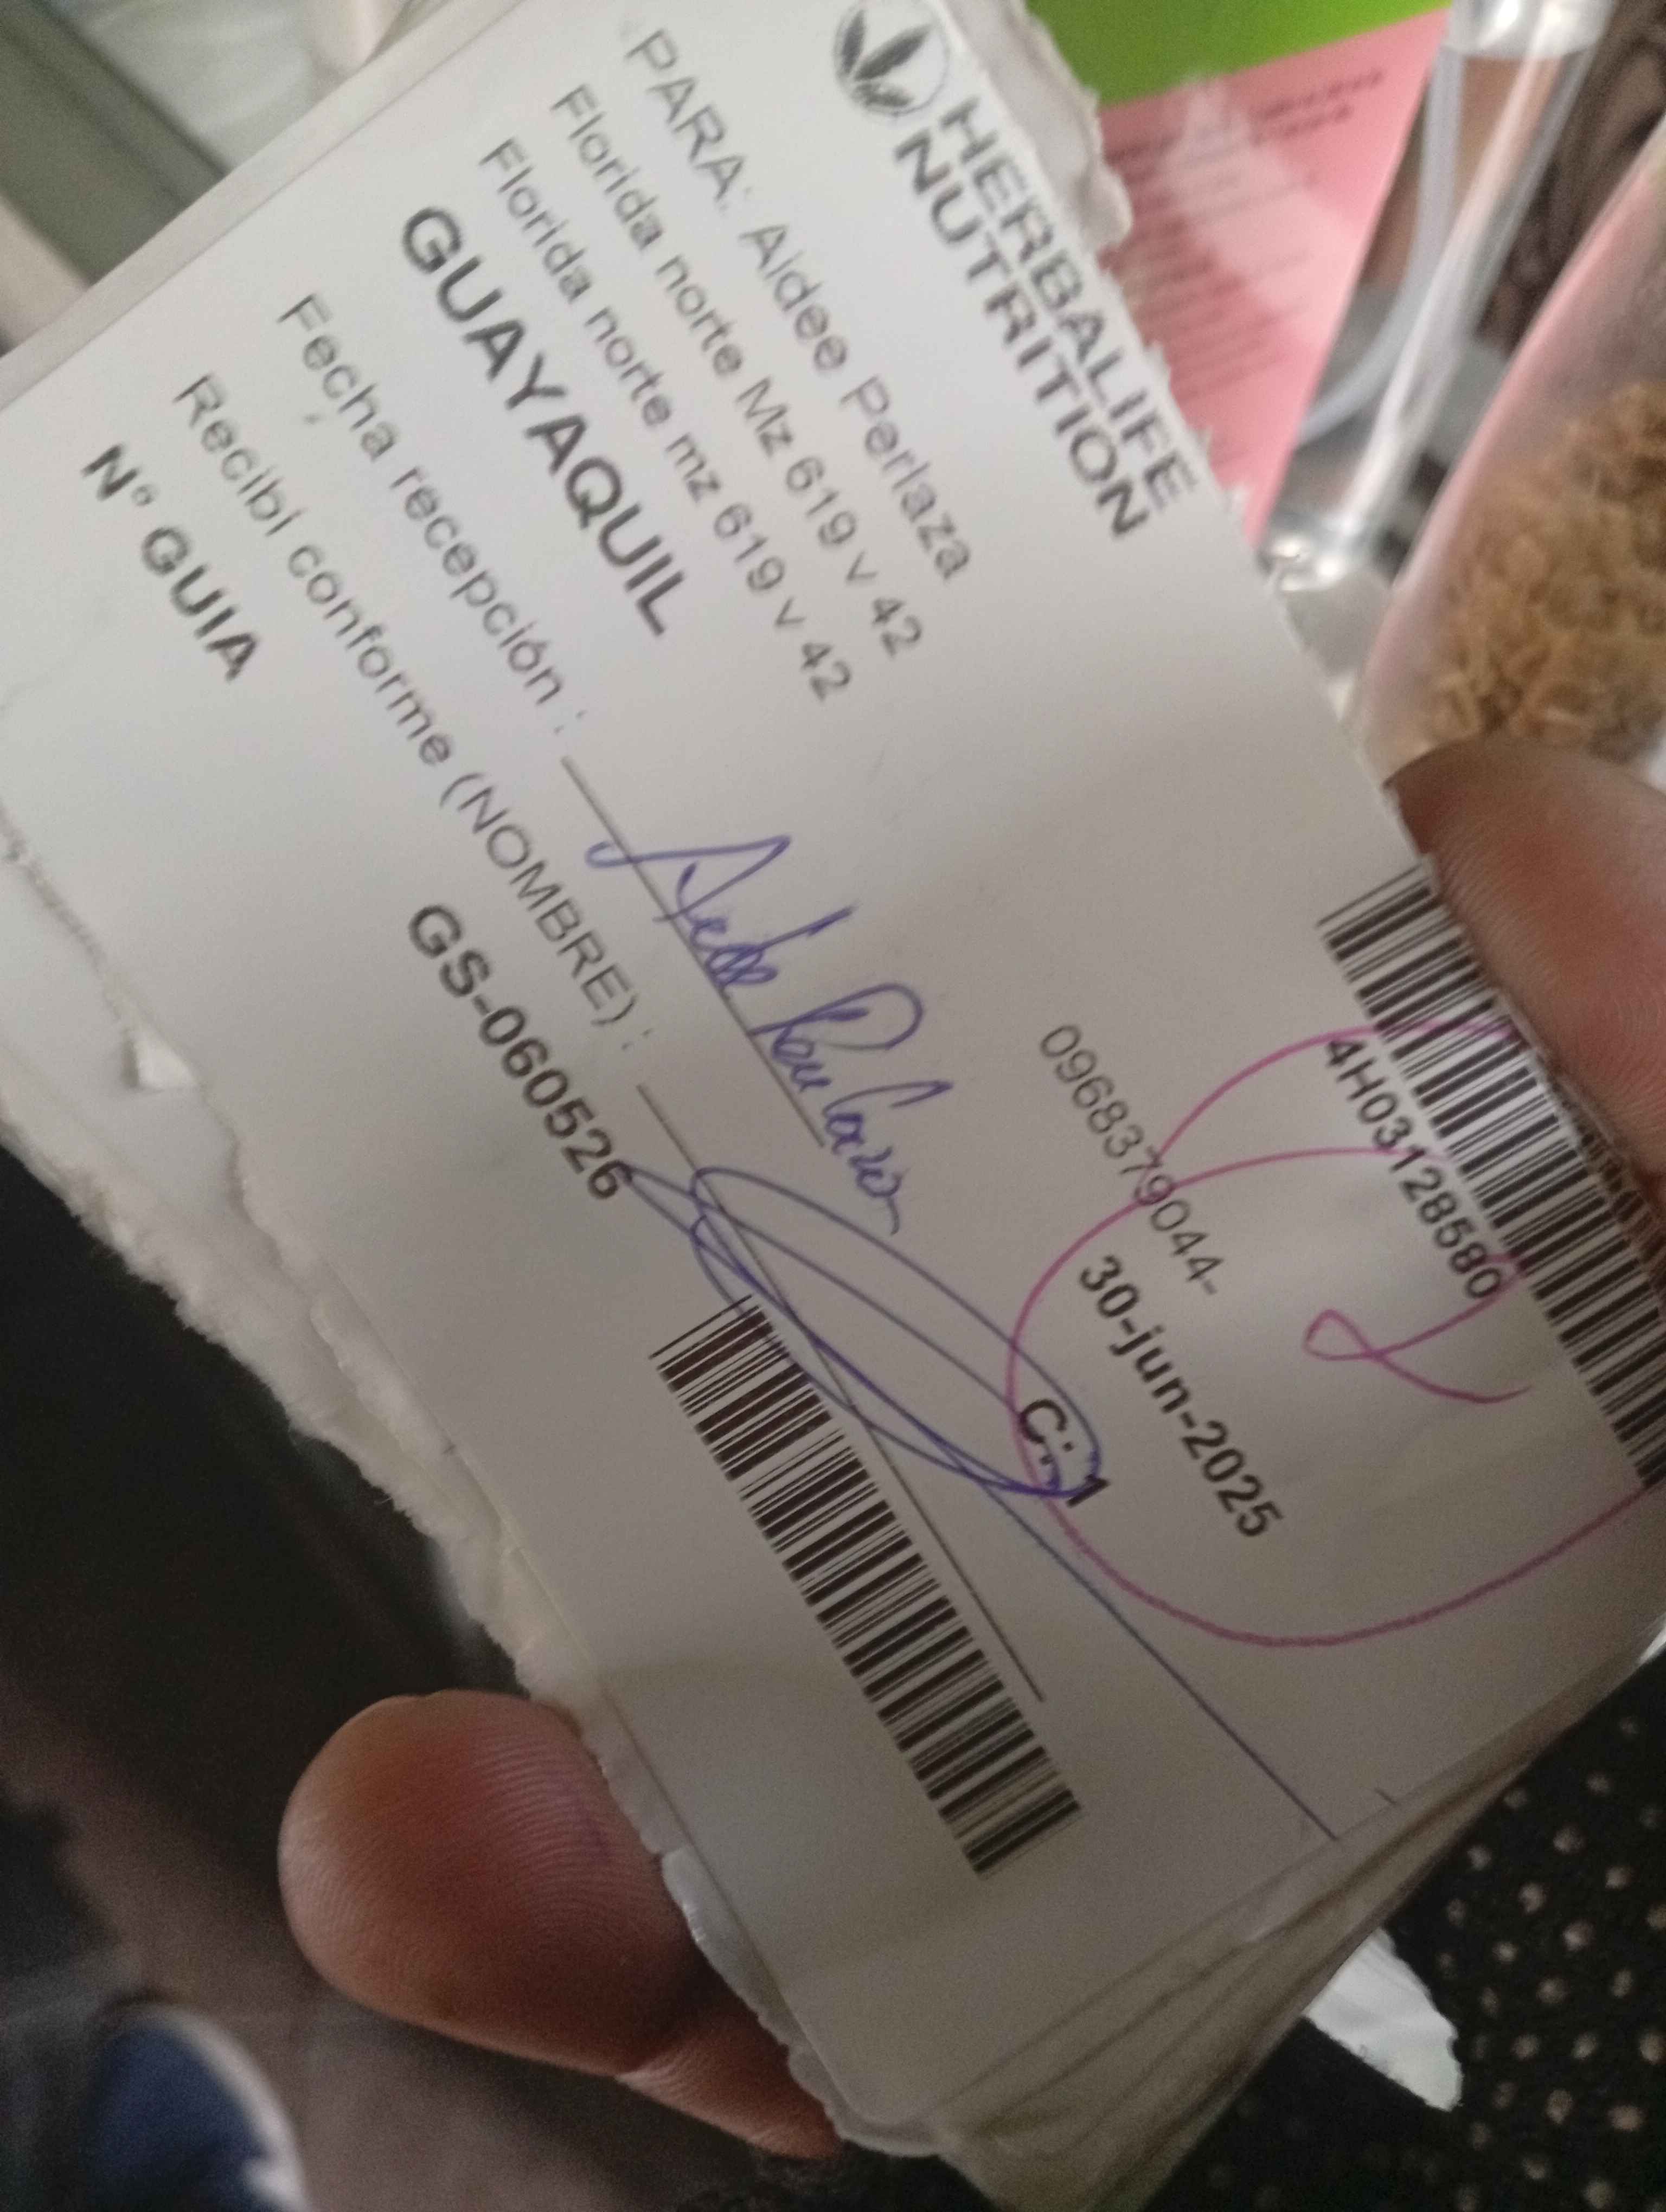 HERBALIFE
NUTRITION
4H03128580
PARA: Aidee Perlaza
Florida norte Mz 619 v 42
0968379044-
Florida norte mz 619 v 42
30-jun-2025
GUAYAQUIL
C: 1
Fecha recepción :
Recibí conforme (NOMBRE) :
N° GUIA
GS-060526